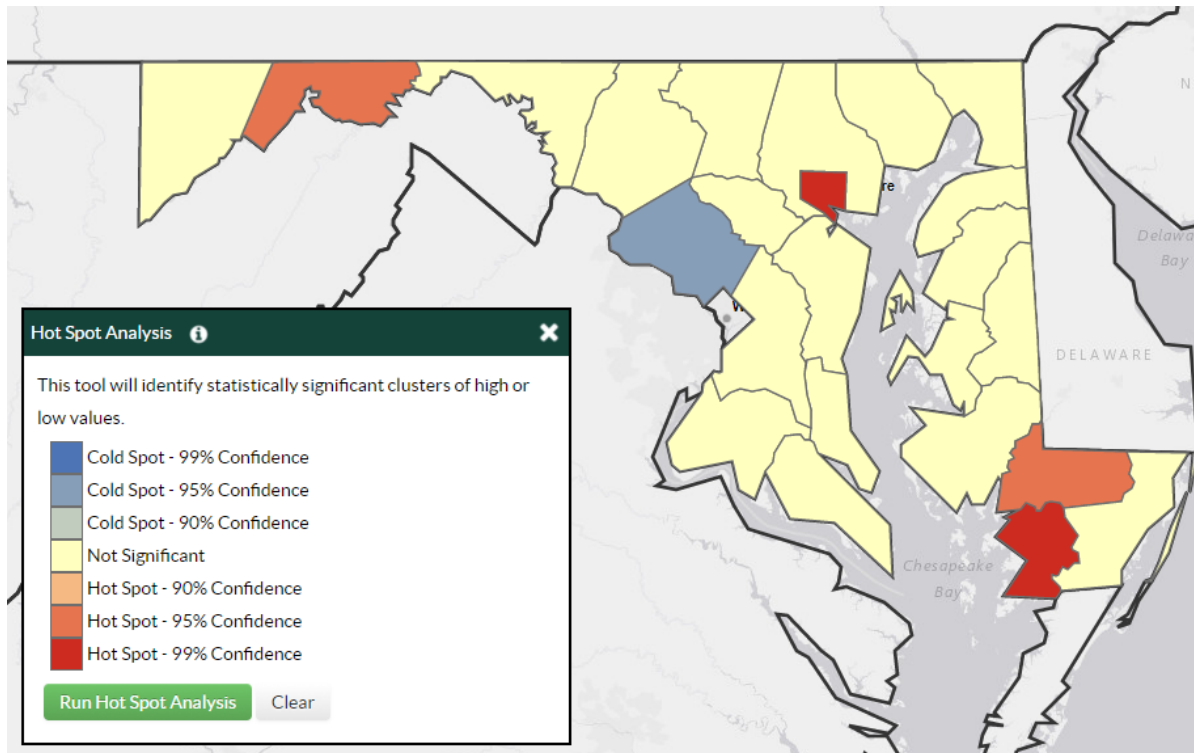 N
re
Delawa
Bay
W
DELAWARE
Chesapeake
Bay
Hot Spot Analysis
This tool will identify statistically significant clusters of high or
low values.
Cold Spot - 99% Confidence
Cold Spot - 95% Confidence
Cold Spot - 90% Confidence
Not Significant
Hot Spot - 90% Confidence
Hot Spot - 95% Confidence
Hot Spot - 99% Confidence
Run Hot Spot Analysis Clear